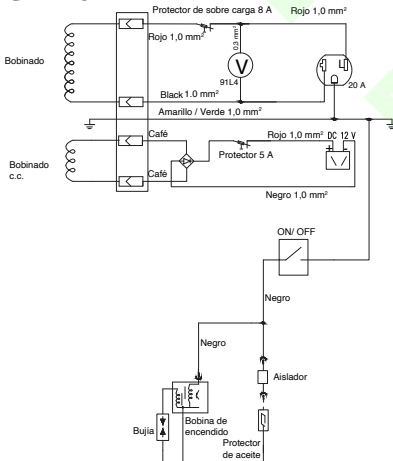 Protector de sobre carga 8 A
Rojo 1,0 mm²
Rojo 1,0 mm²
0.3 mm²
Bobinado
V
91L4
20 A
Black 1.0 mm²
Amarillo / Verde 1,0 mm²
Café
Rojo 1,0 mm²
DC 12 V
+
-
Protector 5 A
Bobinado
c.c.
Café
Negro 1,0 mm²
ON/ OFF
Negro
Negro
Aislador
Bujía
Bobina de
encendido
Protector
de aceite